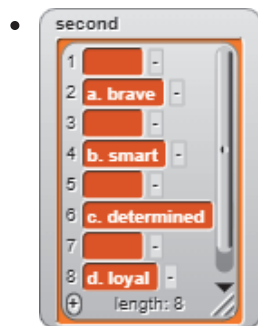 second
1 -
2 a. brave -
3 -
4 b. smart -
5 -
6 c. determined
7 -
8 d. loyal -
+ length: 8